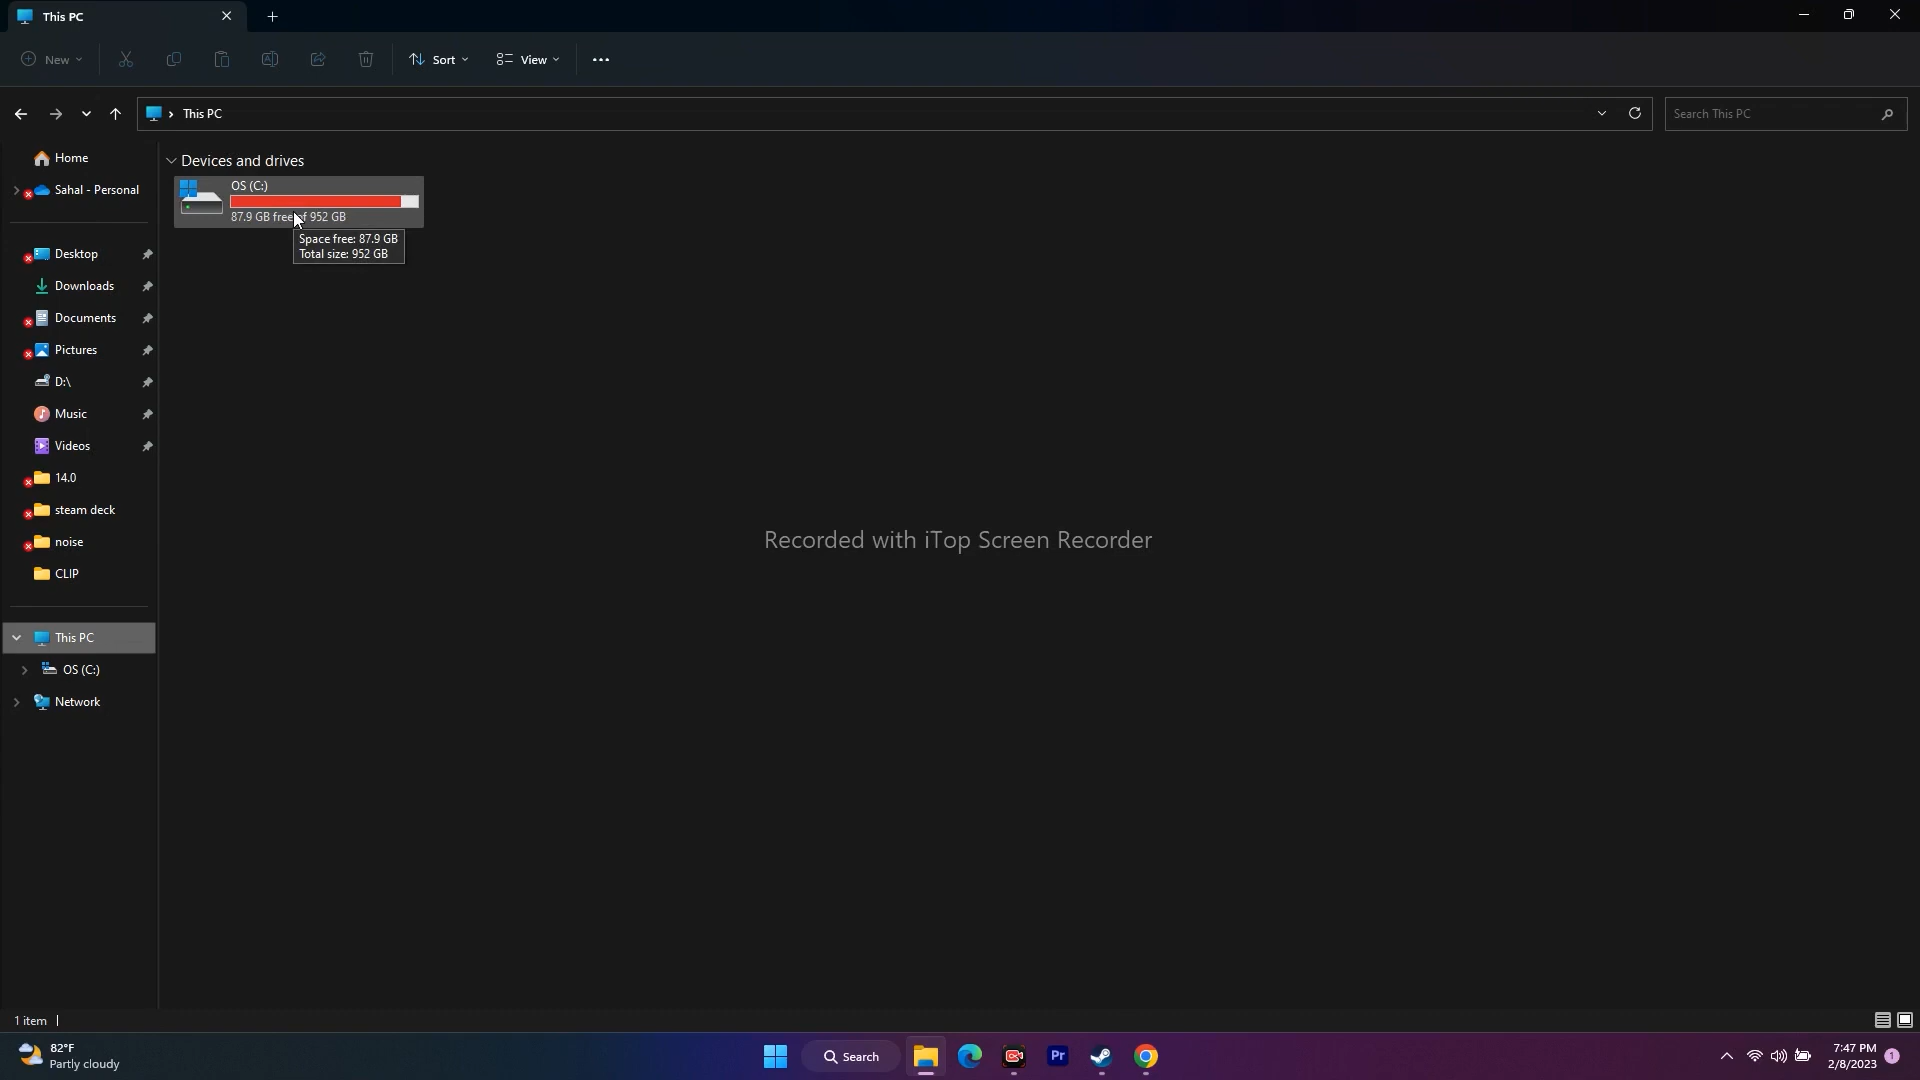 This PC
New
Sort
View
This PC
Search This PC
Home
Sahal - Personal
Desktop
Downloads
Documents
Pictures
D:\
Music
Videos
14.0
steam deck
noise
CLIP
This PC
OS (C:)
Network
Devices and drives
OS (C:)
87.9 GB free of 952 GB
Space free: 87.9 GB
Total size: 952 GB
Recorded with iTop Screen Recorder
1 item
82°F
Partly cloudy
Search
Pr
7:47 PM
2/8/2023
1